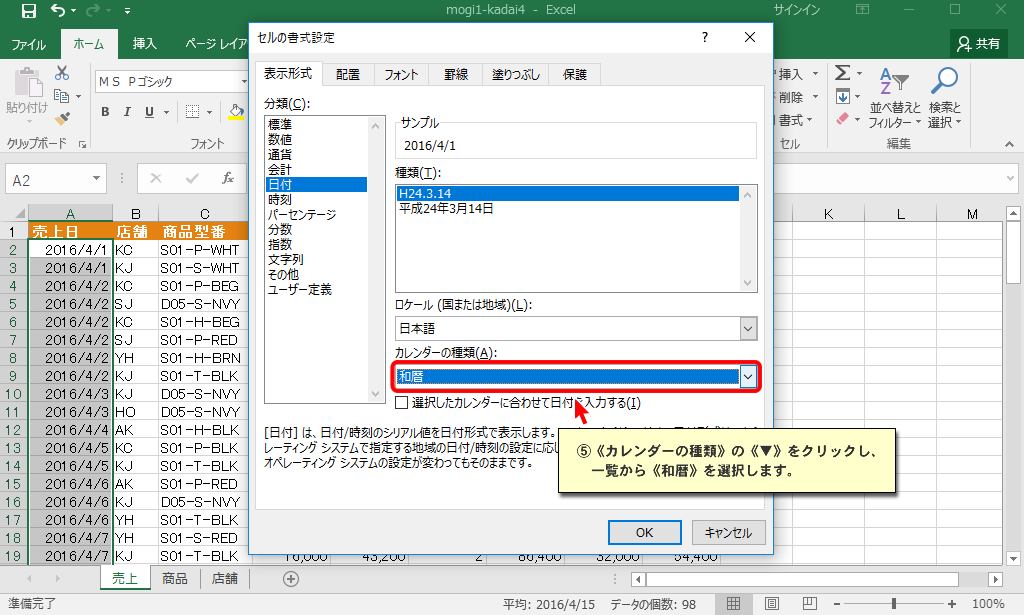 mogi1-kadai4 - Excel
サインイン
ファイル
ホーム
挿入
ページ レイア
共有
貼り付け
クリップボード
ＭＳ Ｐゴシック
B I U
フォント
挿入
削除
書式
セル
Σ
並べ替えと
フィルター
検索と
選択
編集
A2
fx
A B C K L M
1 売上日 店舗 商品型番
2 2016/4/1 KC S01-P-WHT
3 2016/4/1 KJ S01-S-WHT
4 2016/4/2 KC S01-P-BEG
5 2016/4/2 SJ D05-S-NVY
6 2016/4/2 KC S01-H-BEG
7 2016/4/2 SJ S01-P-RED
8 2016/4/2 YH S01-H-BRN
9 2016/4/2 KJ S01-T-BLK
10 2016/4/3 KJ D05-S-NVY
11 2016/4/3 HO D05-S-NVY
12 2016/4/4 AK S01-H-BLK
13 2016/4/5 KC S01-P-BLK
14 2016/4/5 KJ S01-T-BLK
15 2016/4/6 AK S01-P-RED
16 2016/4/6 KJ D05-S-NVY
17 2016/4/6 YH S01-T-BLK
18 2016/4/7 YH S01-S-RED
19 2016/4/7 KJ S01-T-BLK 16,000 43,200 2 86,400 32,000 54,400
セルの書式設定
? ×
表示形式 配置 フォント 罫線 塗りつぶし 保護
分類(C):
標準
数値
通貨
会計
日付
時刻
パーセンテージ
分数
指数
文字列
その他
ユーザー定義
サンプル
2016/4/1
種類(T):
H24.3.14
平成24年3月14日
ロケール (国または地域)(L):
日本語
カレンダーの種類(A):
和暦
選択したカレンダーに合わせて日付を入力する(I)
[日付] は、日付/時刻のシリアル値を日付形式で表示します。
レーティング システムで指定する地域の日付/時刻の設定に応じ
オペレーティング システムの設定が変わってもそのままです。
⑤《カレンダーの種類》の《▼》をクリックし、
一覧から《和暦》を選択します。
OK
キャンセル
売上 商品 店舗
準備完了
平均: 2016/4/15 データの個数: 98
100%